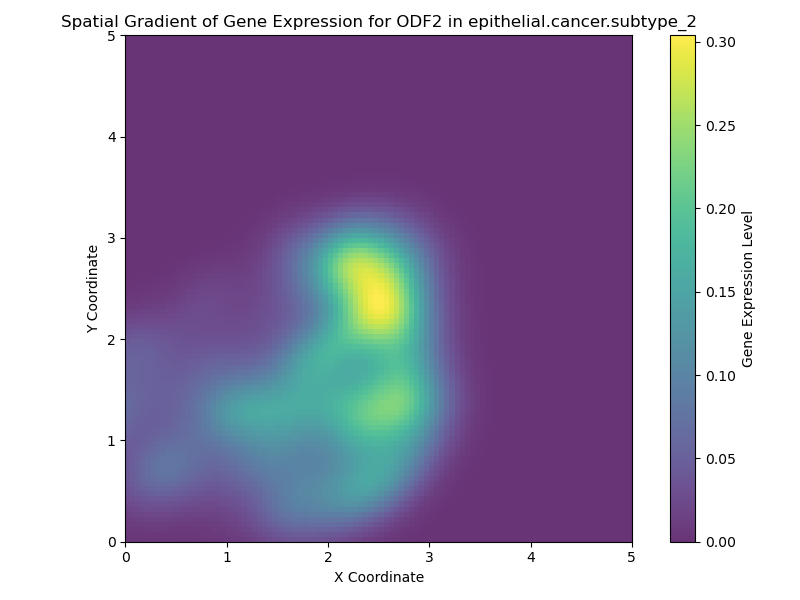 Spatial Gradient of Gene Expression for ODF2 in epithelial.cancer.subtype_2
5
4
3
2
1
0
Y Coordinate
0 1 2 3 4 5
X Coordinate
0.30
0.25
0.20
0.15
0.10
0.05
0.00
Gene Expression Level